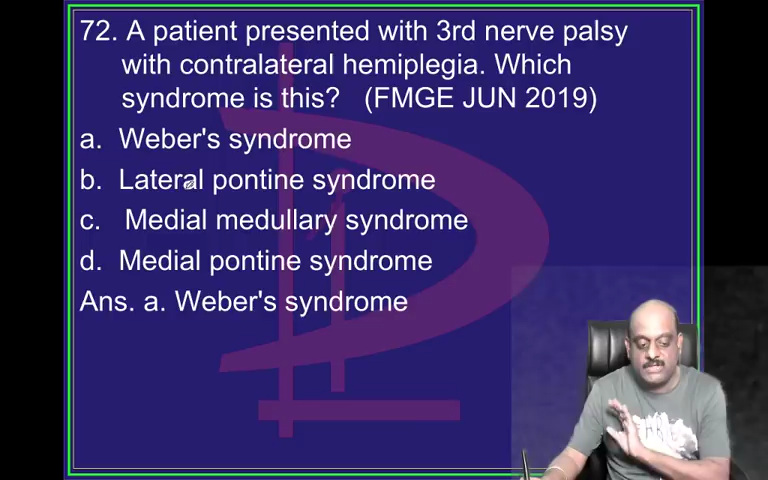 72. A patient presented with 3rd nerve palsy
with contralateral hemiplegia. Which
syndrome is this? (FMGE JUN 2019)
a. Weber's syndrome
b. Lateral pontine syndrome
c. Medial medullary syndrome
d. Medial pontine syndrome
Ans. a. Weber's syndrome